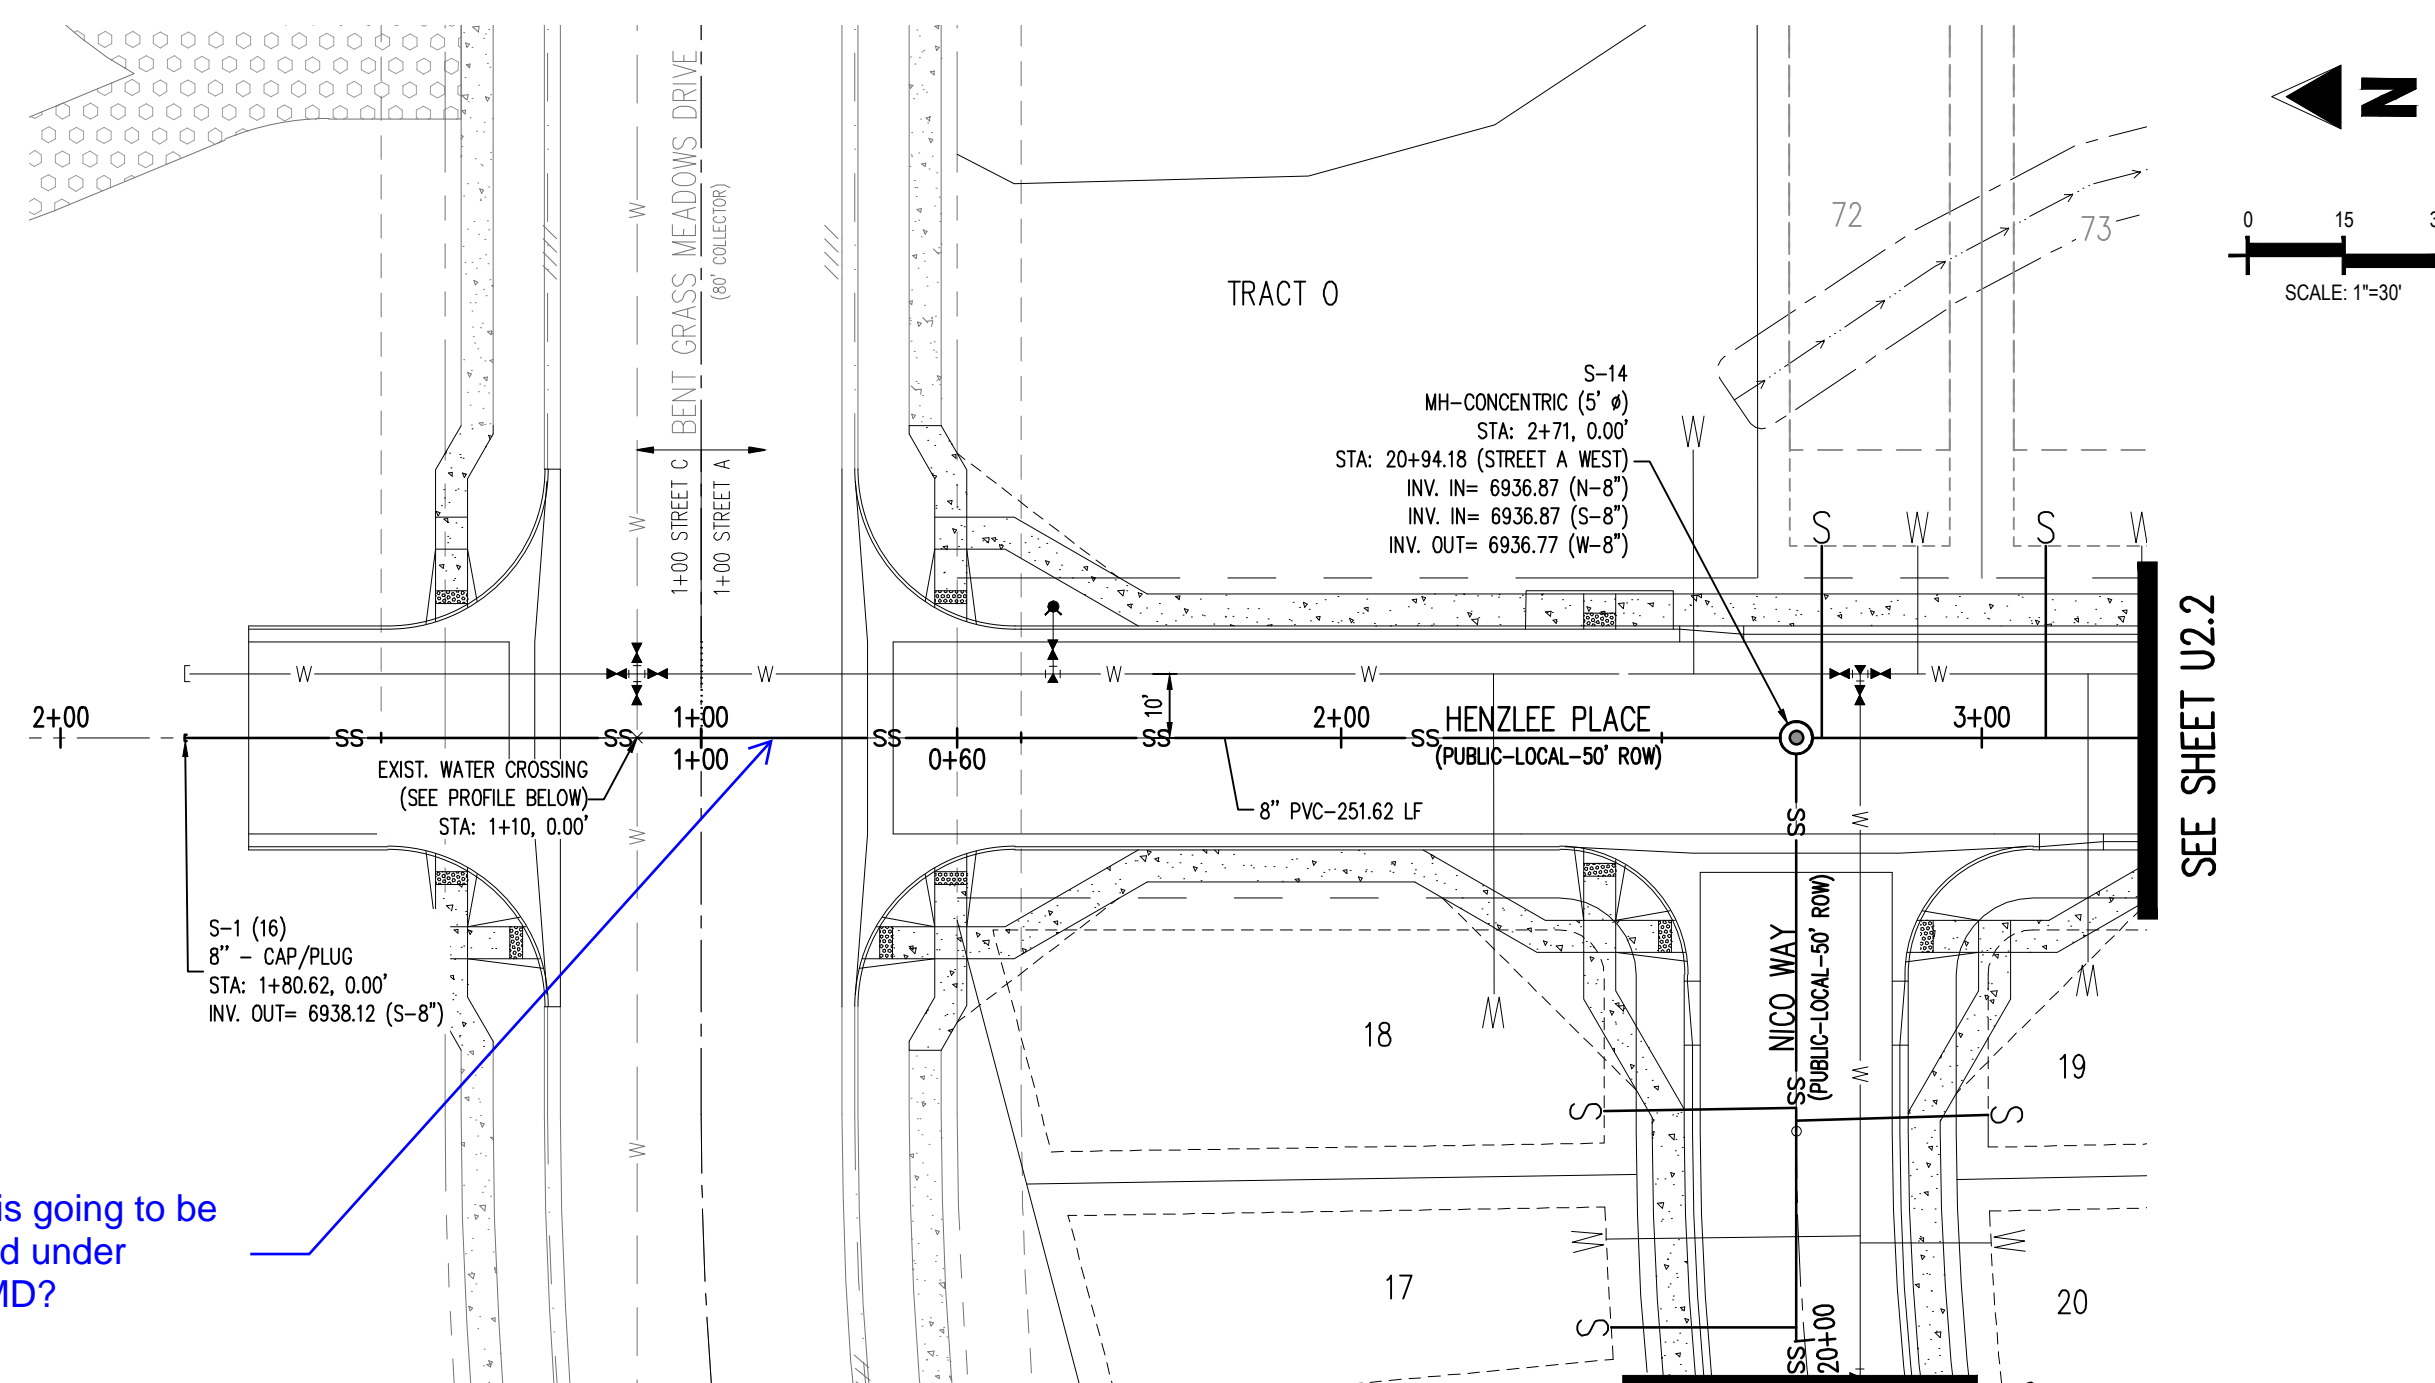 N
0 15 3
SCALE: 1"=30'
BENT GRASS MEADOWS DRIVE
(80' COLLECTOR)
1+00 STREET C
1+00 STREET A
TRACT O
72
73
S-14
MH-CONCENTRIC (5' ø)
STA: 2+71, 0.00'
STA: 20+94.18 (STREET A WEST)
INV. IN= 6936.87 (N-8")
INV. IN= 6936.87 (S-8")
INV. OUT= 6936.77 (W-8")
W
W
W
S
W
S
W
SEE SHEET U2.2
W
W
W
W
W
10'
2+00
1+00
2+00
HENZLEE PLACE
3+00
SS
SS
SS
SS
SS
1+00
0+60
(PUBLIC-LOCAL-50' ROW)
EXIST. WATER CROSSING
(SEE PROFILE BELOW)
STA: 1+10, 0.00'
W
8" PVC-251.62 LF
SS
W
S-1 (16)
8" - CAP/PLUG
STA: 1+80.62, 0.00'
INV. OUT= 6938.12 (S-8")
NICO WAY
(PUBLIC-LOCAL-50' ROW)
W
W
18
19
SS
W
S
S
W
is going to be
d under
MD?
W
W
17
20
S
SS
20+00